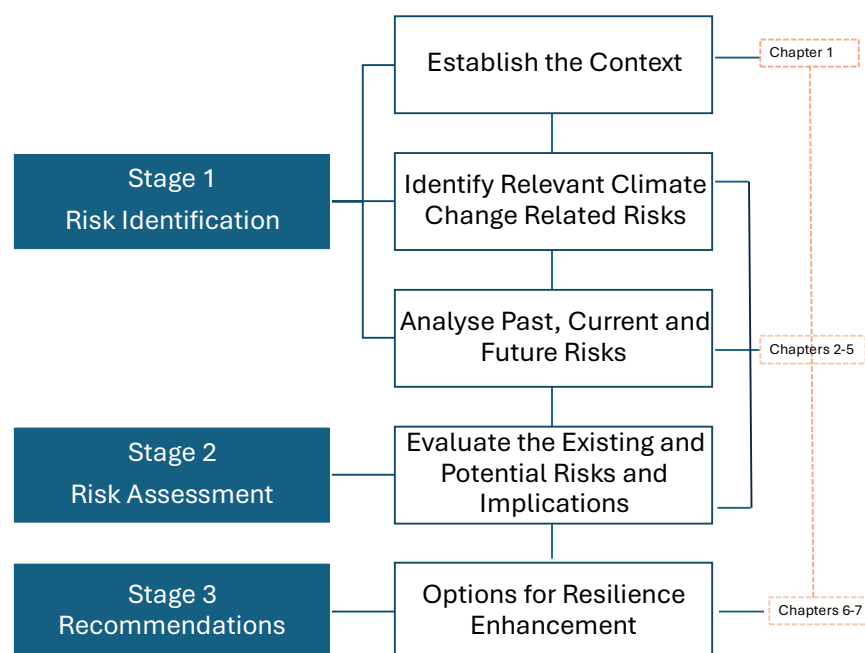 Establish the Context
Chapter 1
Stage 1
Risk Identification
Identify Relevant Climate
Change Related Risks
Analyse Past, Current and
Future Risks
Chapters 2-5
Stage 2
Risk Assessment
Evaluate the Existing and
Potential Risks and
Implications
Stage 3
Recommendations
Options for Resilience
Enhancement
Chapters 6-7